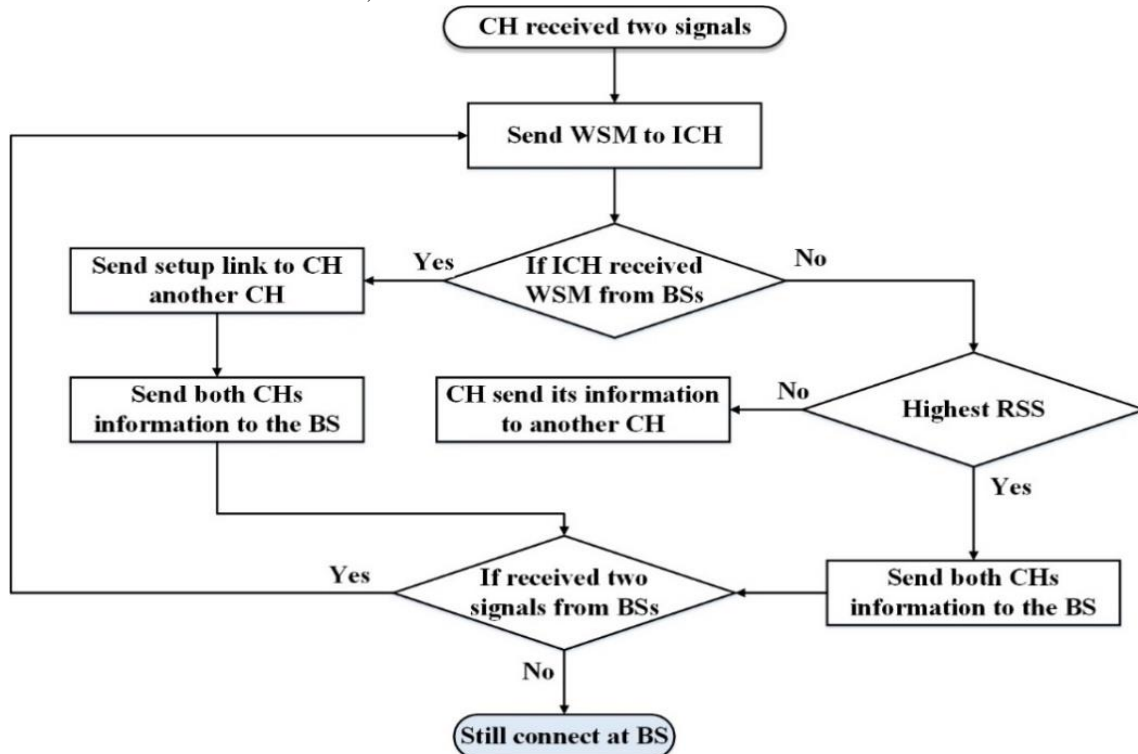 CH received two signals
Send WSM to ICH
Yes
If ICH received
WSM from BSs
No
Send setup link to CH
another CH
Send both CHs
information to the BS
CH send its information
to another CH
No
Highest RSS
Yes
Yes
If received two
signals from BSs
Send both CHs
information to the BS
No
Still connect at BS